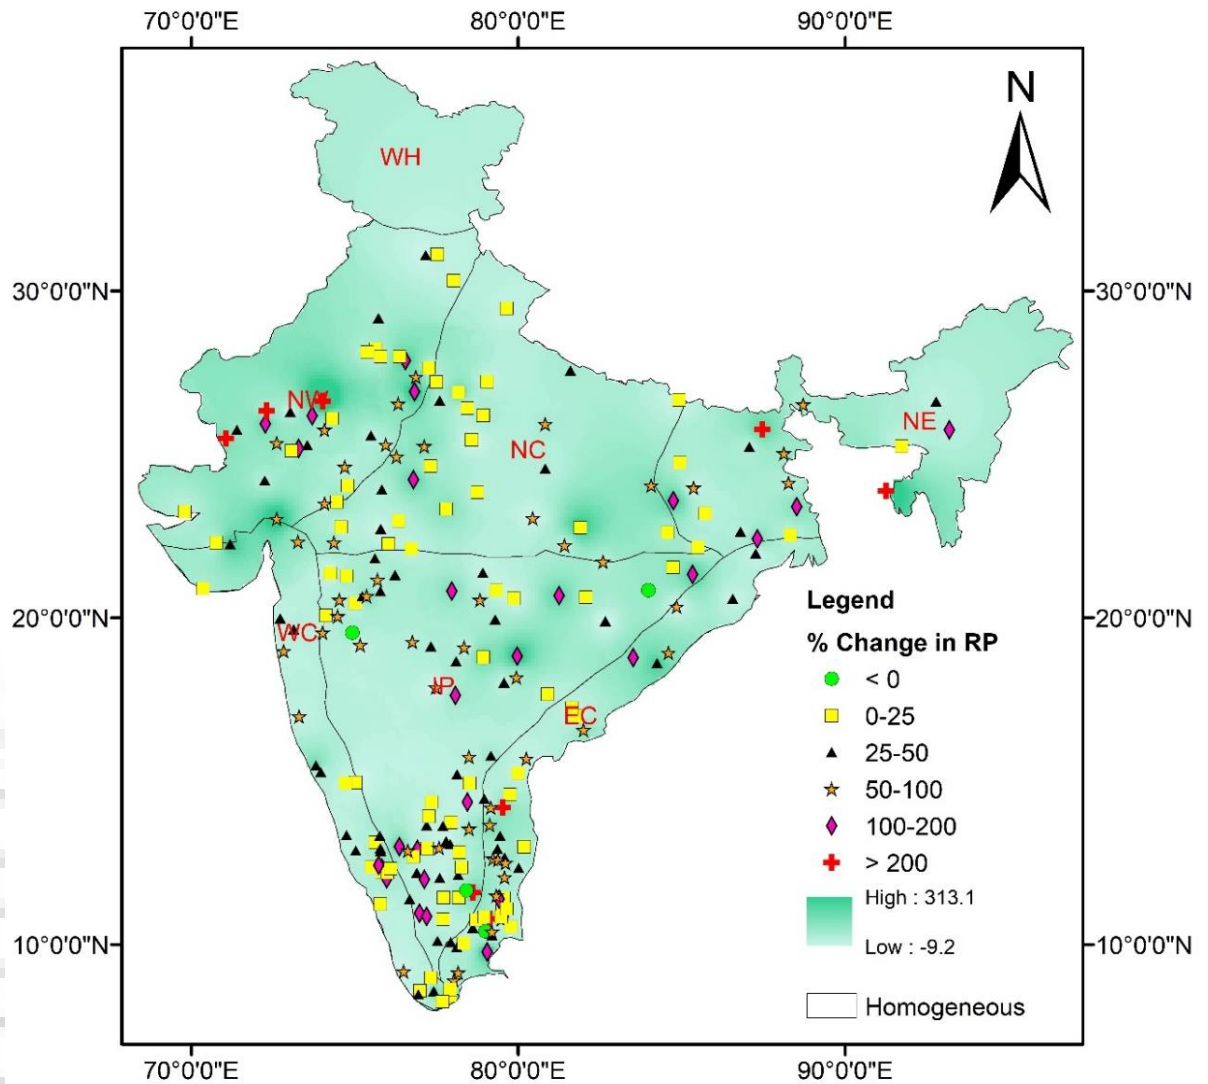 70°0'0"E 80°0'0"E 90°0'0"E
N
WH
30°0'0"N 30°0'0"N
NW
NE
NC
20°0'0"N 20°0'0"N
WC
IP
EC
Legend
% Change in RP
< 0
0-25
25-50
50-100
100-200
> 200
High : 313.1
Low : -9.2
10°0'0"N 10°0'0"N
Homogeneous
70°0'0"E 80°0'0"E 90°0'0"E